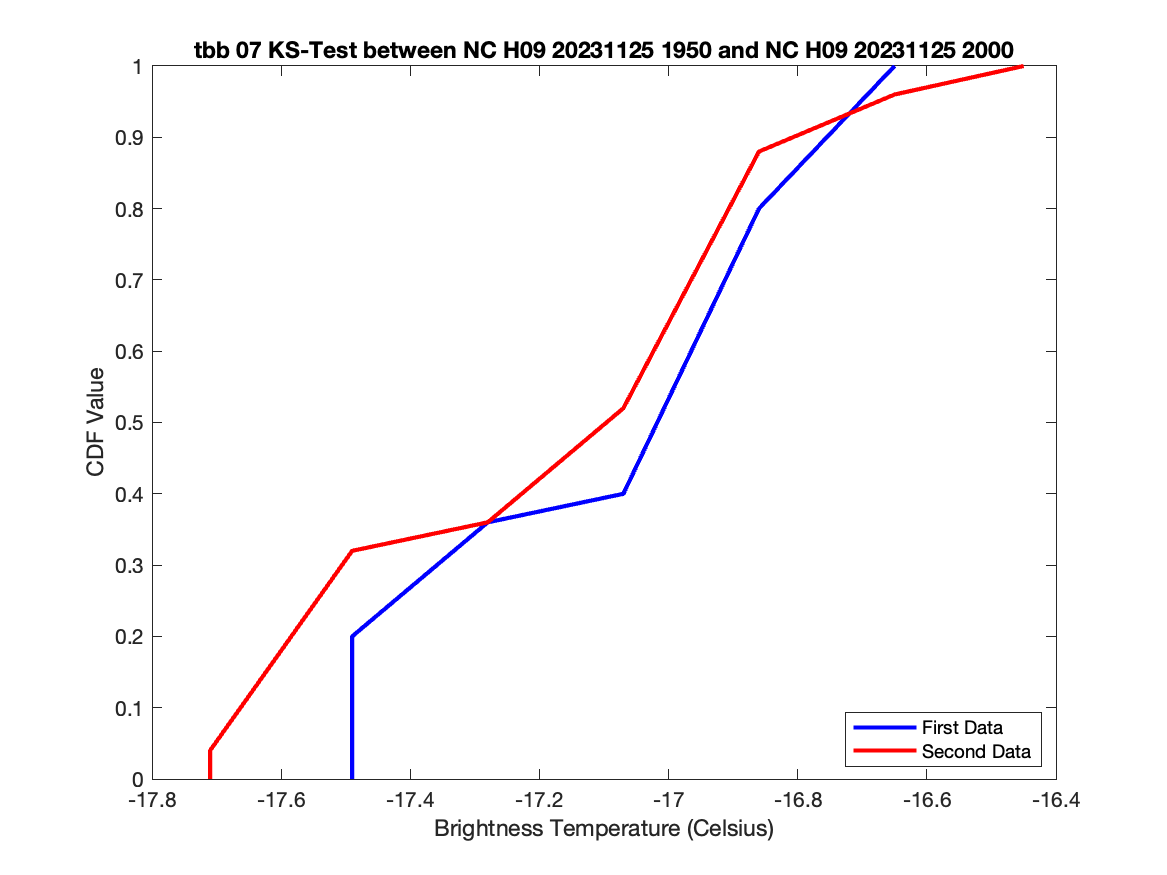 tbb 07 KS-Test between NC H09 20231125 1950 and NC H09 20231125 2000
1
0.9
0.8
0.7
0.6
0.5
0.4
0.3
0.2
0.1
0
CDF Value
First Data
Second Data
-17.8 -17.6 -17.4 -17.2 -17 -16.8 -16.6 -16.4
Brightness Temperature (Celsius)